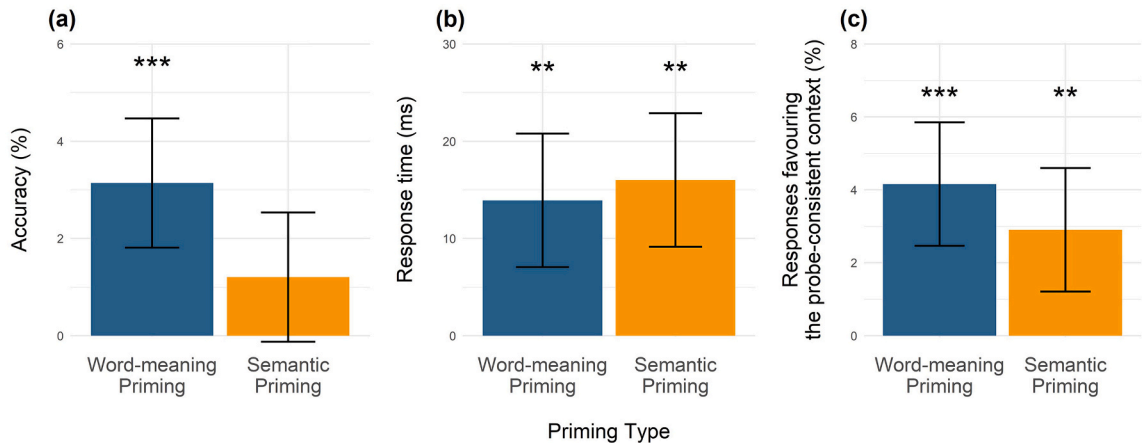 (a)
Accuracy (%)
6
4
2
0
***
Word-meaning
Priming
Semantic
Priming
(b)
Response time (ms)
30
20
10
0
**
**
Word-meaning
Priming
Semantic
Priming
(c)
Responses favouring
the probe-consistent context (%)
8
6
4
2
0
***
**
Word-meaning
Priming
Semantic
Priming
Priming Type